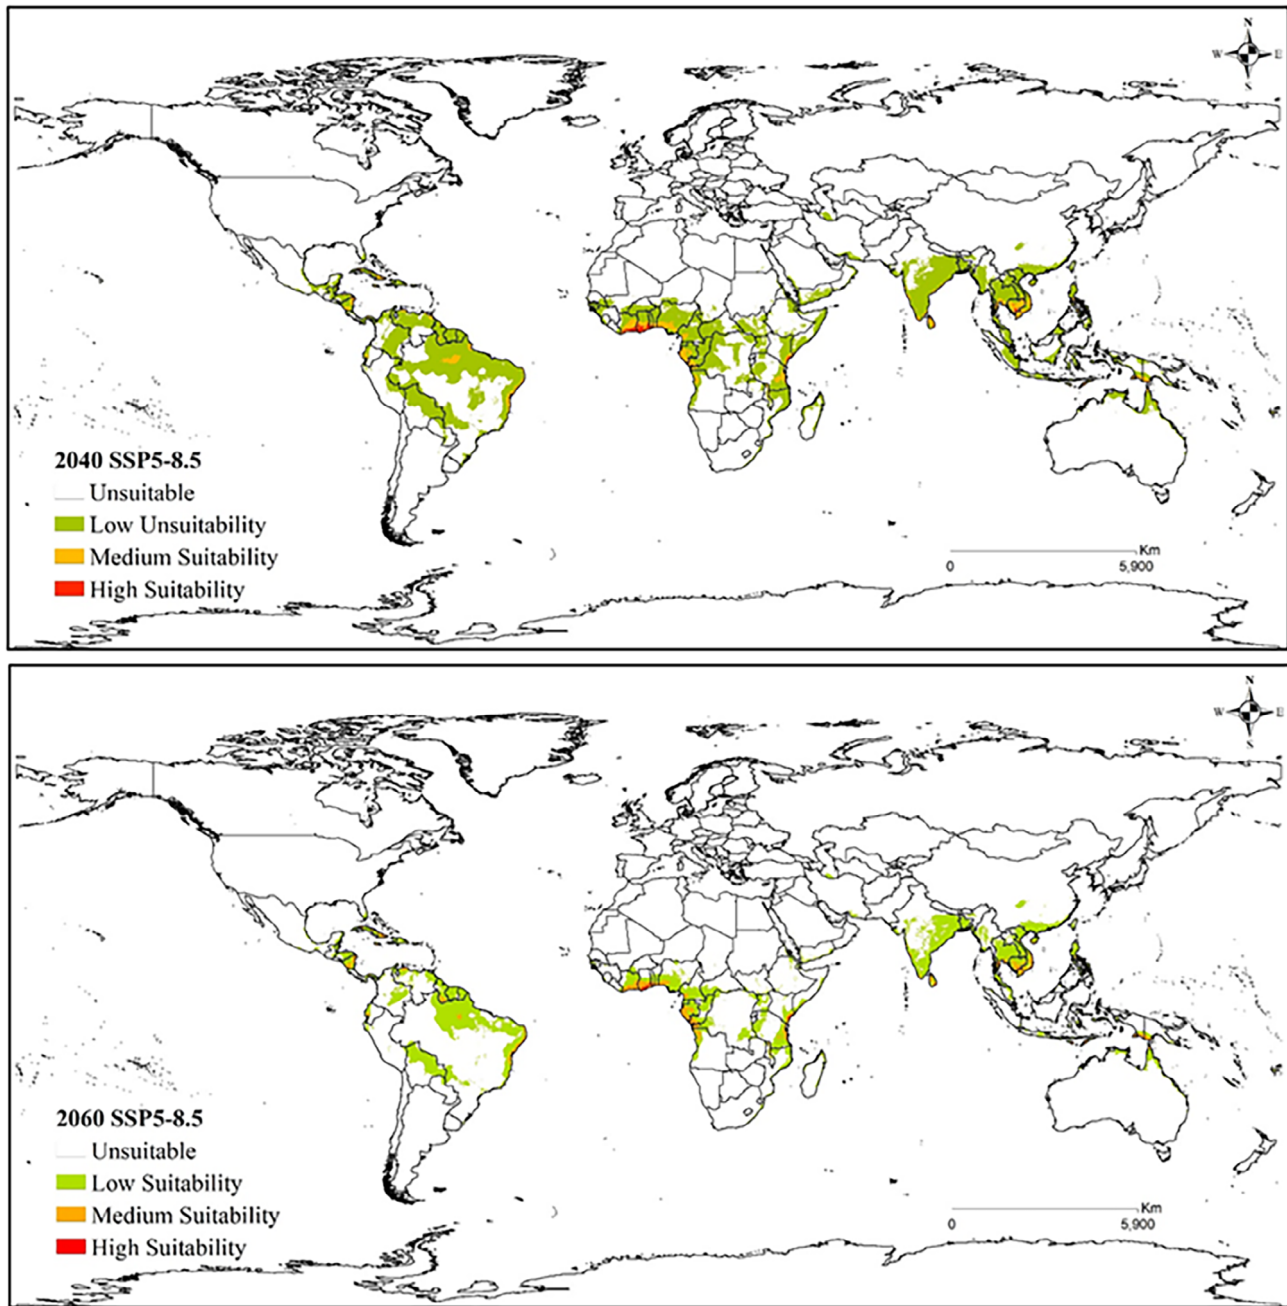 N
W E
S
2040 SSP5-8.5
Unsuitable
Low Unsuitability
Medium Suitability
High Suitability
Km
0 5,900
N
W E
S
2060 SSP5-8.5
Unsuitable
Low Suitability
Medium Suitability
High Suitability
Km
0 5,900